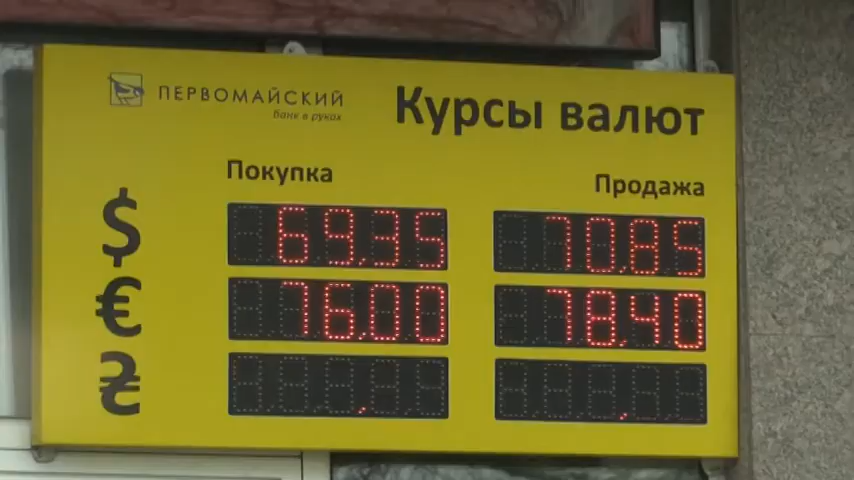 ПЕРВОМАЙСКИЙ
банк в руках
Курсы валют
Покупка Продажа
$ 69,35 70,85
€ 76,00 78,40
₴ , ,